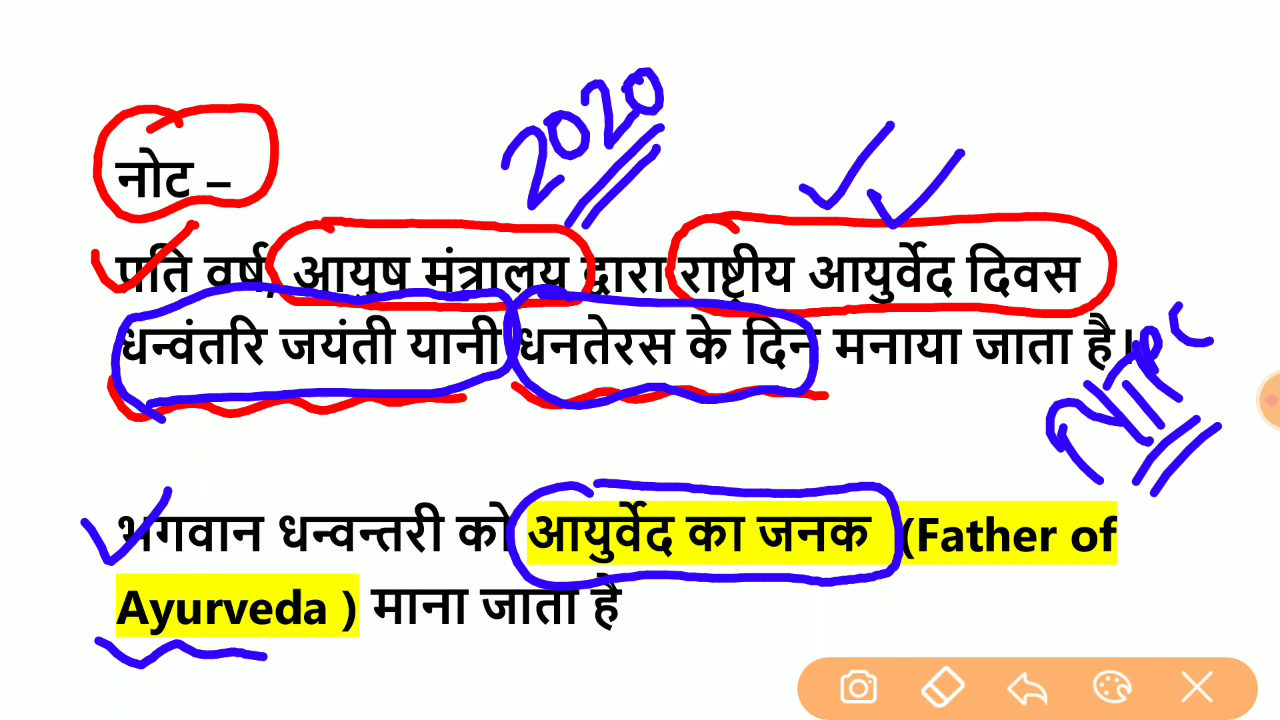 2020
नोट –
प्रति वर्ष, आयुष मंत्रालय द्वारा राष्ट्रीय आयुर्वेद दिवस
धन्वंतरि जयंती यानी धनतेरस के दिन मनाया जाता है।
NTPC
भगवान धन्वन्तरी को आयुर्वेद का जनक (Father of
Ayurveda ) माना जाता है